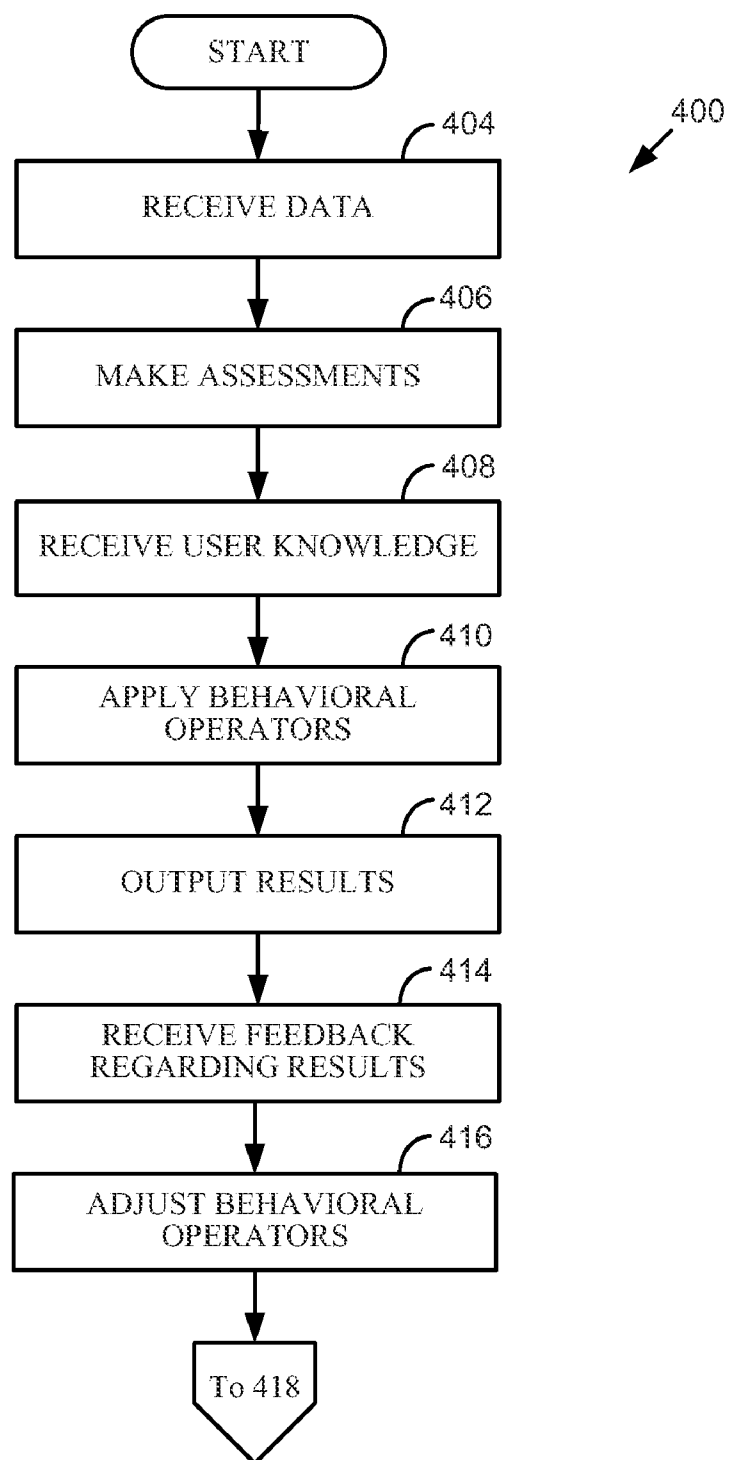 START
400
404
RECEIVE DATA
406
MAKE ASSESSMENTS
408
RECEIVE USER KNOWLEDGE
410
APPLY BEHAVIORAL
OPERATORS
412
OUTPUT RESULTS
414
RECEIVE FEEDBACK
REGARDING RESULTS
416
ADJUST BEHAVIORAL
OPERATORS
To 418